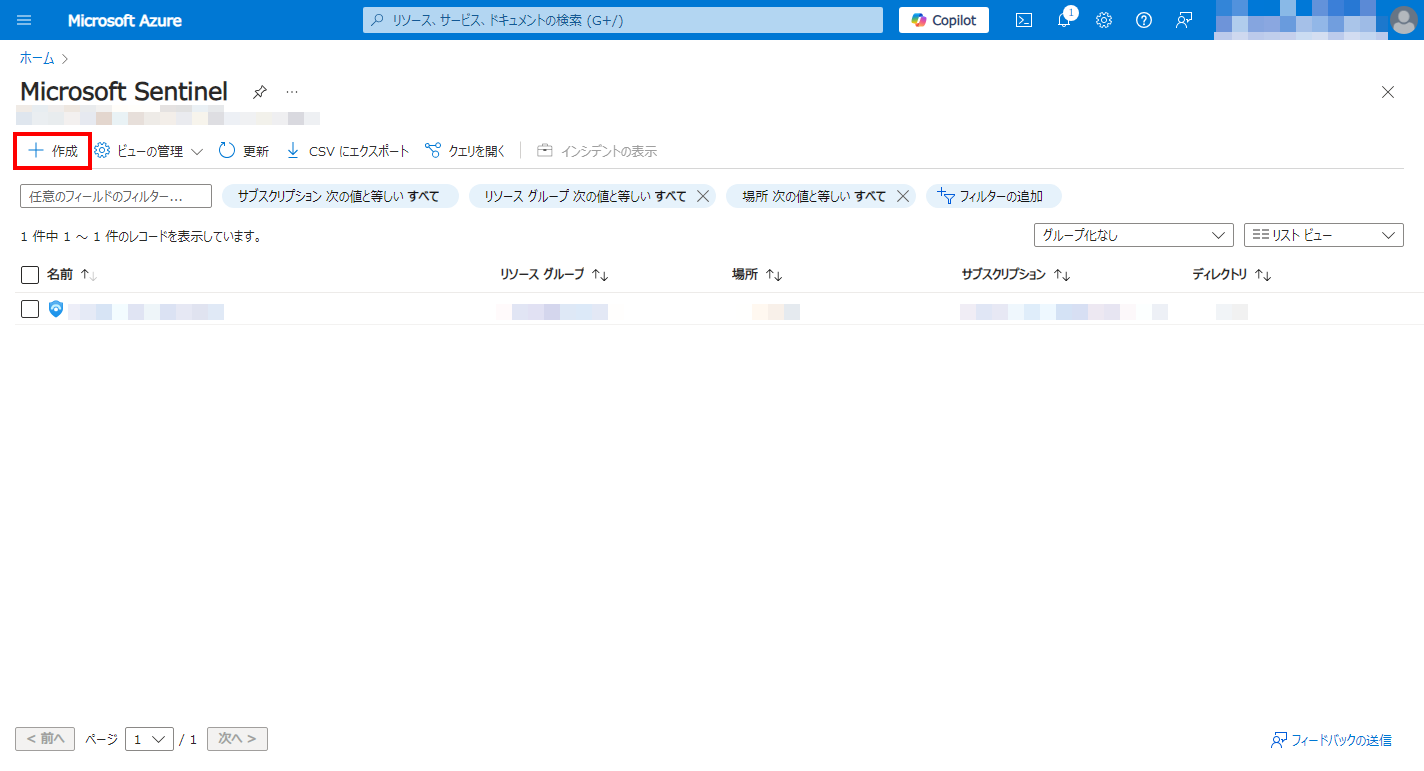 Microsoft Azure リソース、サービス、ドキュメントの検索 (G+/) Copilot 1
ホーム
Microsoft Sentinel ...
作成 ビューの管理 更新 CSV にエクスポート クエリを開く インシデントの表示
任意のフィールドのフィルター... サブスクリプション 次の値と等しい すべて リソース グループ 次の値と等しい すべて 場所 次の値と等しい すべて フィルターの追加
1 件中 1 ～ 1 件のレコードを表示しています。 グループ化なし リスト ビュー
名前 リソース グループ 場所 サブスクリプション ディレクトリ
< 前へ ページ 1 / 1 次へ > フィードバックの送信